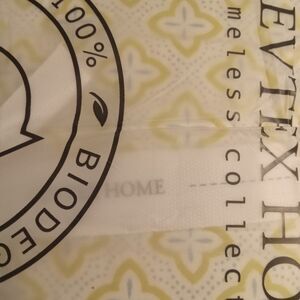 100% BIODEG
EVTEX HO
meless collect
HOME